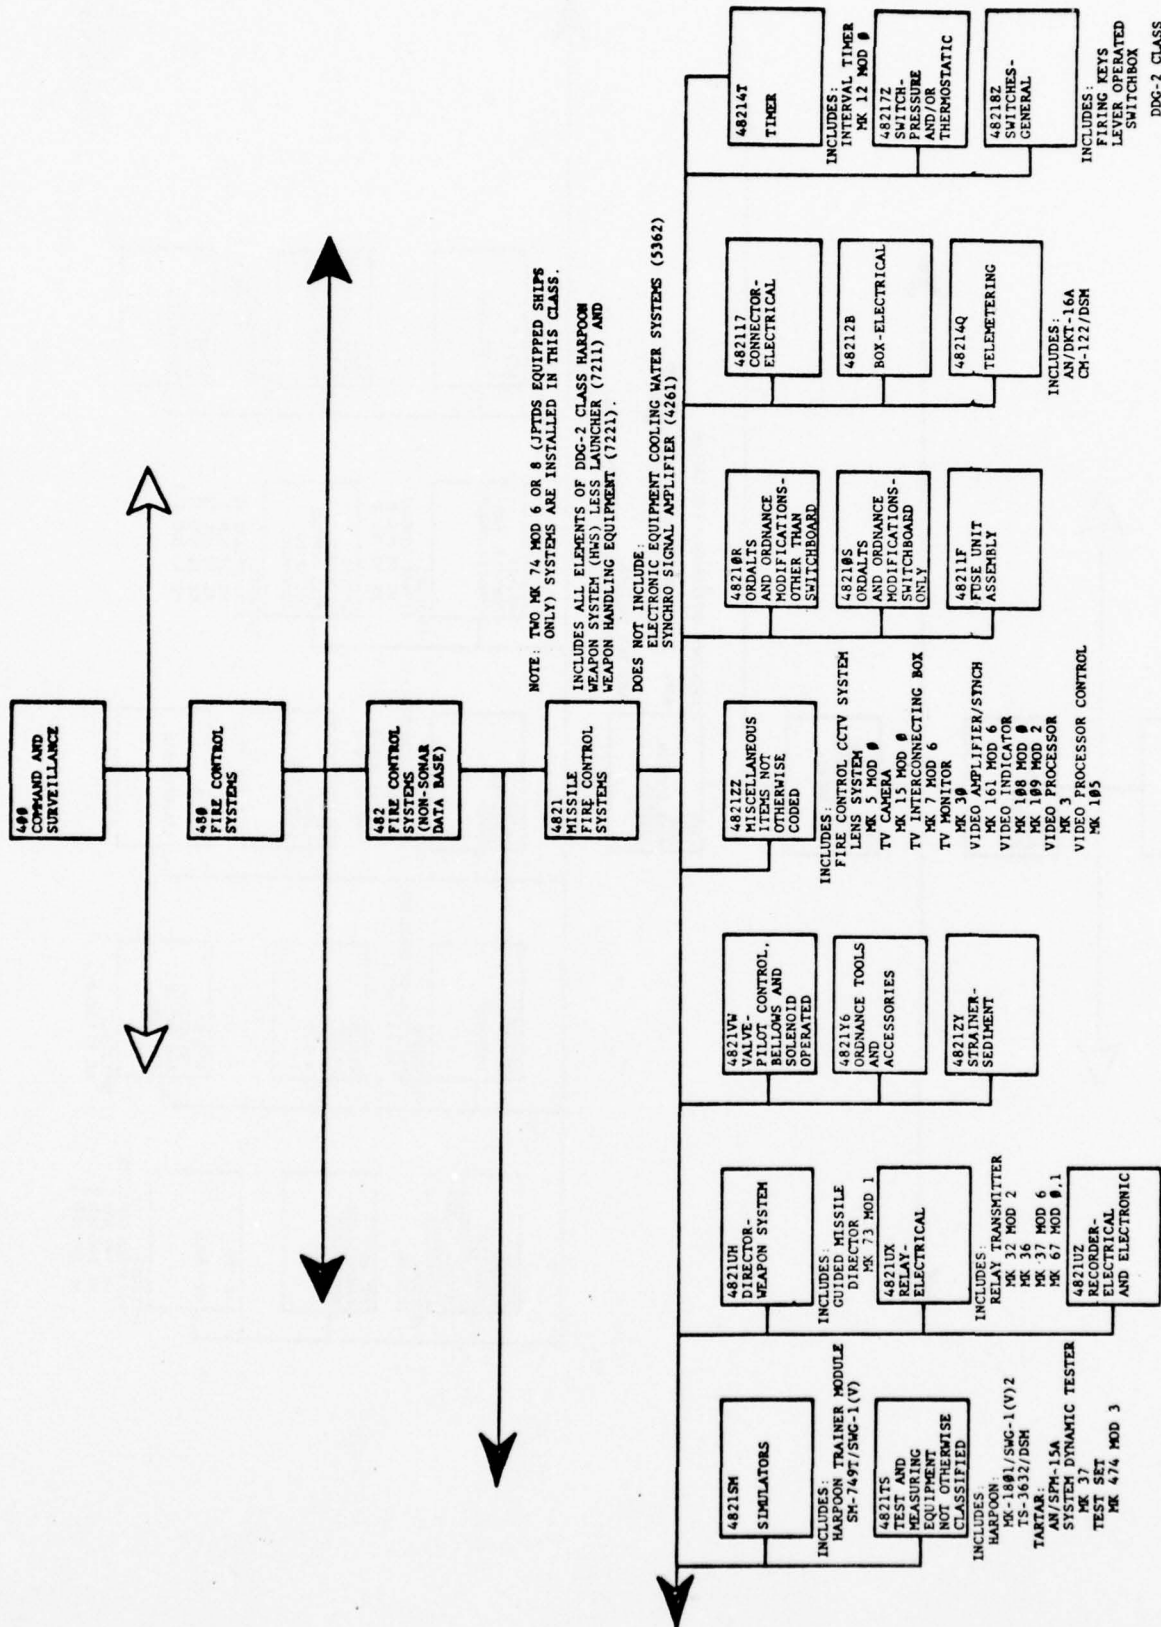 400
COMMAND AND
SURVEILLANCE
480
FIRE CONTROL
SYSTEMS
482
FIRE CONTROL
SYSTEMS
(NON-SONAR
DATA BASE)
4821
MISSILE
FIRE-CONTROL
SYSTEMS
NOTE: TWO MK 74 MOD 6 OR 8 (JPTDS EQUIPPED SHIPS
ONLY) SYSTEMS ARE INSTALLED IN THIS CLASS.
INCLUDES ALL ELEMENTS OF DDG-2 CLASS HARPOON
WEAPON SYSTEM (HWS) LESS LAUNCHER (7211) AND
WEAPON HANDLING EQUIPMENT (7221).
DOES NOT INCLUDE:
ELECTRONIC EQUIPMENT COOLING WATER SYSTEMS (5362)
SYNCHRO SIGNAL AMPLIFIER (4261)
4821SM
SIMULATORS
INCLUDES:
HARPOON TRAINER MODULE
SM-749T/SWG-1(V)
4821TS
TEST AND
MEASURING
EQUIPMENT
NOT OTHERWISE
CLASSIFIED
INCLUDES:
HARPOON:
MK-18Ø1/SWG-1(V)2
TS-3632/DSM
TARTAR:
AN/SPM-15A
SYSTEM DYNAMIC TESTER
MK 37
TEST SET
MK 474 MOD 3
4821UH
DIRECTOR-
WEAPON SYSTEM
INCLUDES:
GUIDED MISSILE
DIRECTOR
MK 73 MOD 1
4821UX
RELAY-
ELECTRICAL
INCLUDES:
RELAY TRANSMITTER
MK 32 MOD 2
MK 36
MK 37 MOD 6
MK 67 MOD Ø,1
4821UZ
RECORDER-
ELECTRICAL
AND ELECTRONIC
4821VW
VALVE-
PILOT CONTROL,
BELLOWS AND
SOLENOID
OPERATED
4821Y6
ORDNANCE TOOLS
AND
ACCESSORIES
4821ZY
STRAINER-
SEDIMENT
4821ZZ
MISCELLANEOUS
ITEMS NOT
OTHERWISE
CODED
INCLUDES:
FIRE CONTROL CCTV SYSTEM
LENS SYSTEM
MK 5 MOD Ø
TV CAMERA
MK 15 MOD Ø
TV INTERCONNECTING BOX
MK 7 MOD 6
TV MONITOR
MK 3Ø
VIDEO AMPLIFIER/SYNCH
MK 161 MOD 6
VIDEO INDICATOR
MK 1Ø8 MOD Ø
MK 1Ø9 MOD 2
VIDEO PROCESSOR
MK 3
VIDEO PROCESSOR CONTROL
MK 1Ø5
4821ØR
ORDALTS
AND ORDNANCE
MODIFICATIONS-
OTHER THAN
SWITCHBOARD
4821ØS
ORDALTS
AND ORDNANCE
MODIFICATIONS-
SWITCHBOARD
ONLY
48211F
FUSE UNIT
ASSEMBLY
482117
CONNECTOR-
ELECTRICAL
48212B
BOX-ELECTRICAL
48214Q
TELEMETERING
INCLUDES:
AN/DKT-16A
CM-122/DSM
48214T
TIMER
INCLUDES:
INTERVAL TIMER
MK 12 MOD Ø
48217Z
SWITCH-
PRESSURE
AND/OR
THERMOSTATIC
48218Z
SWITCHES-
GENERAL
INCLUDES:
FIRING KEYS
LEVER OPERATED
SWITCHBOX
DDG-2 CLASS